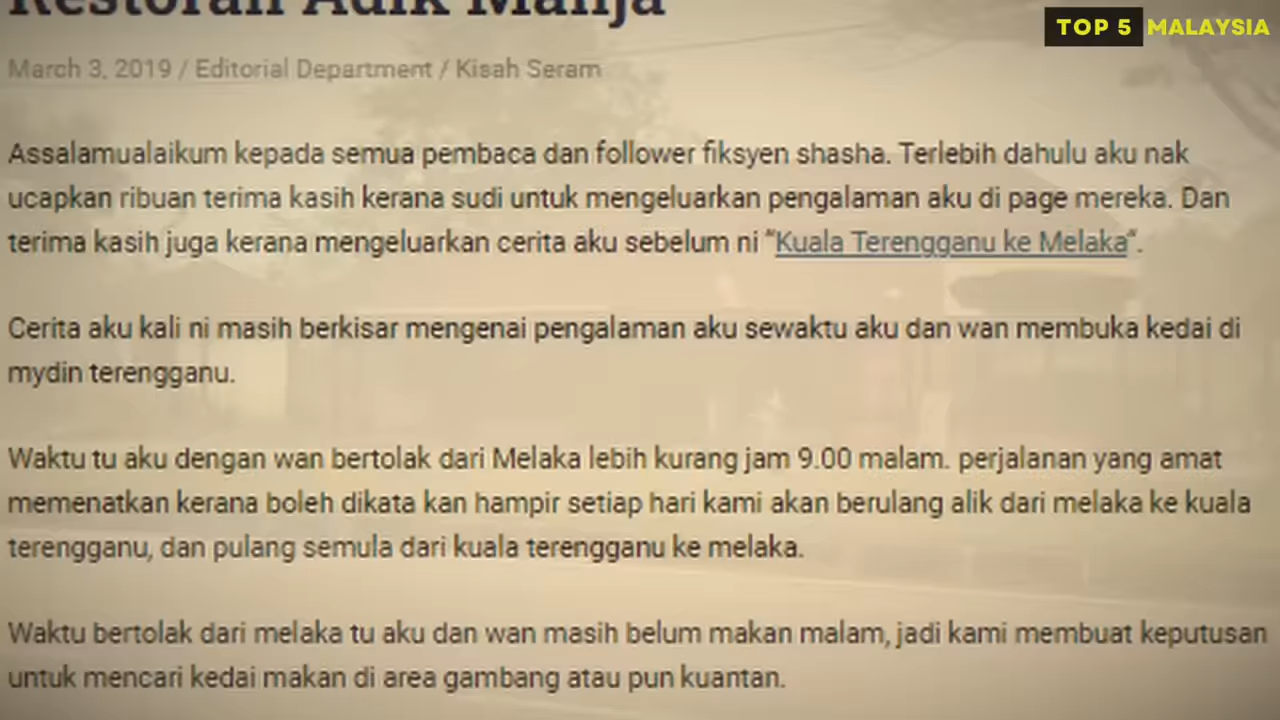 Restoran Adik Manja
TOP 5 MALAYSIA
March 3, 2019 / Editorial Department / Kisah Seram
Assalamualaikum kepada semua pembaca dan follower fiksyen shasha. Terlebih dahulu aku nak
ucapkan ribuan terima kasih kerana sudi untuk mengeluarkan pengalaman aku di page mereka. Dan
terima kasih juga kerana mengeluarkan cerita aku sebelum ni “Kuala Terengganu ke Melaka”.
Cerita aku kali ni masih berkisar mengenai pengalaman aku sewaktu aku dan wan membuka kedai di
mydin terengganu.
Waktu tu aku dengan wan bertolak dari Melaka lebih kurang jam 9.00 malam. perjalanan yang amat
memenatkan kerana boleh dikata kan hampir setiap hari kami akan berulang alik dari melaka ke kuala
terengganu, dan pulang semula dari kuala terengganu ke melaka.
Waktu bertolak dari melaka tu aku dan wan masih belum makan malam, jadi kami membuat keputusan
untuk mencari kedai makan di area gambang atau pun kuantan.